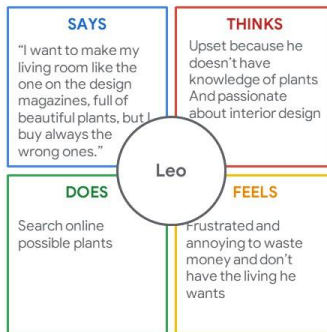 SAYS
“I want to make my
living room like the
one on the design
magazines, full of
beautiful plants, but I
buy always the
wrong ones.”
THINKS
Upset because he
doesn’t have
knowledge of plants
And passionate
about interior design
Leo
DOES
Search online
possible plants
FEELS
Frustrated and
annoying to waste
money and don’t
have the living he
wants